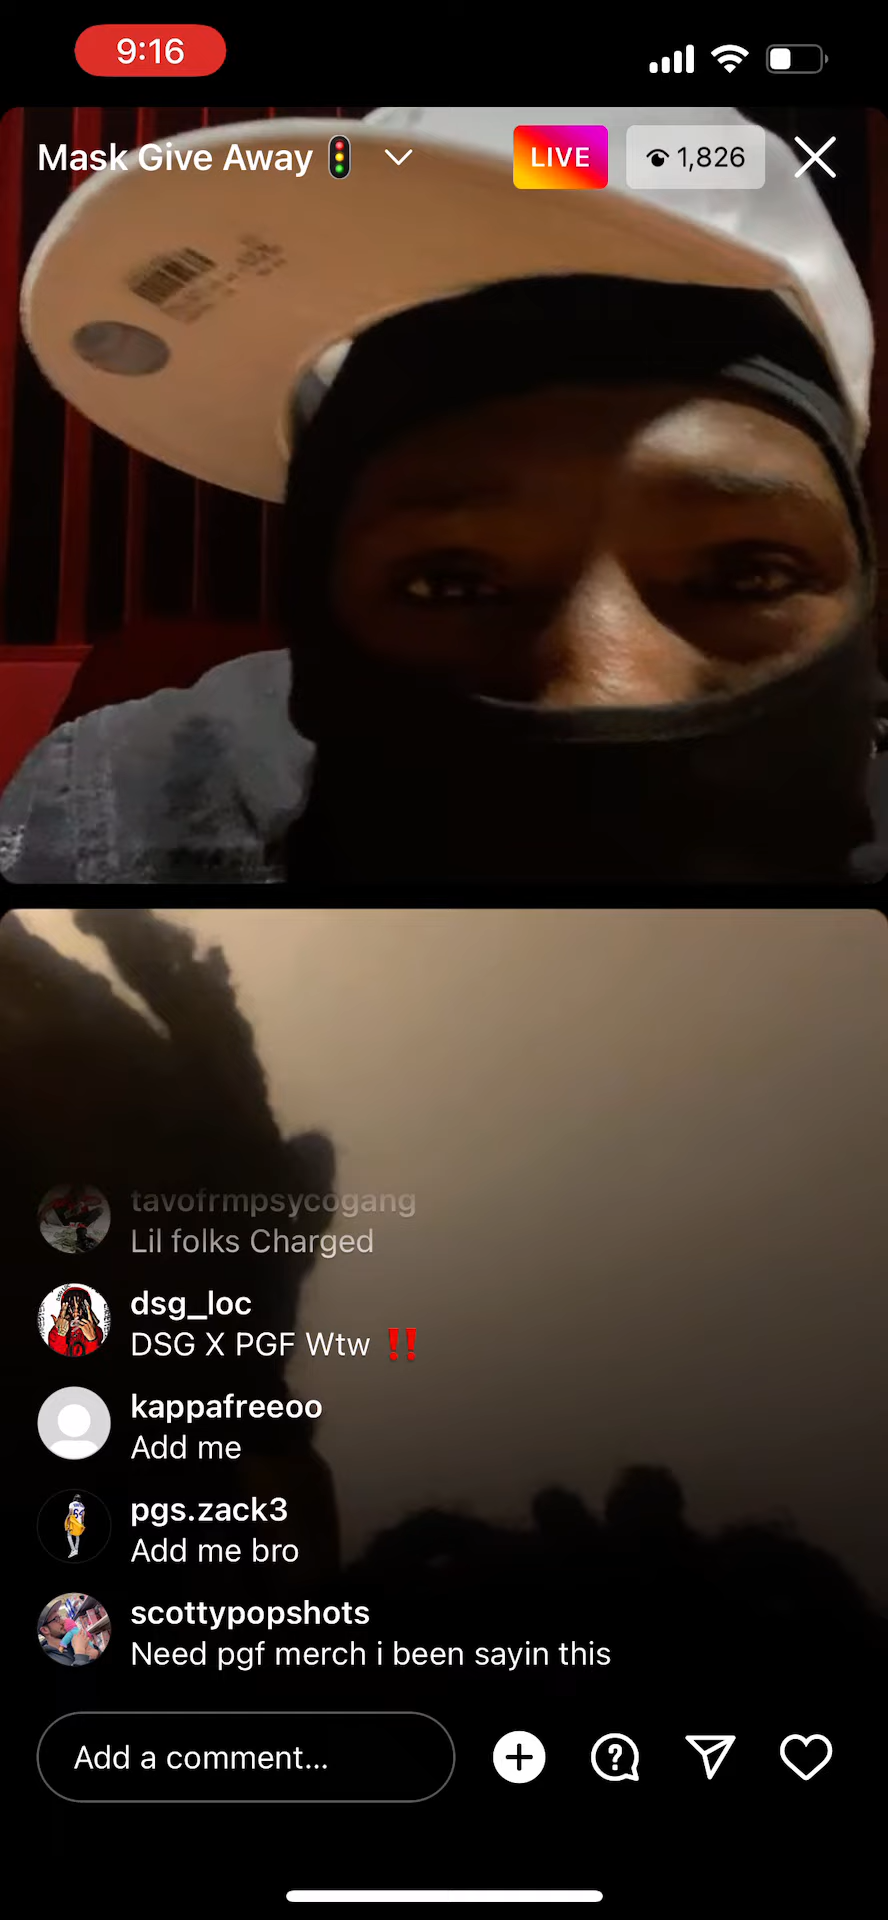 9:16
Mask Give Away 🚦
LIVE
1,826
tavofrmpsycogang
Lil folks Charged
dsg_loc
DSG X PGF Wtw ‼️
kappafreeoo
Add me
pgs.zack3
Add me bro
scottypopshots
Need pgf merch i been sayin this
Add a comment...